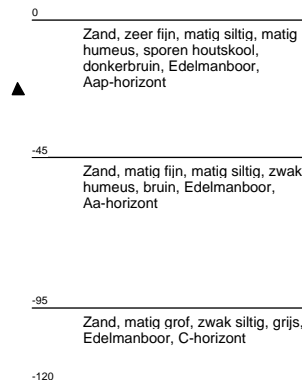 0
Zand, zeer fijn, matig siltig, matig
humeus, sporen houtskool,
donkerbruin, Edelmanboor,
Aap-horizont
-45
Zand, matig fijn, matig siltig, zwak
humeus, bruin, Edelmanboor,
Aa-horizont
-95
Zand, matig grof, zwak siltig, grijs,
Edelmanboor, C-horizont
-120